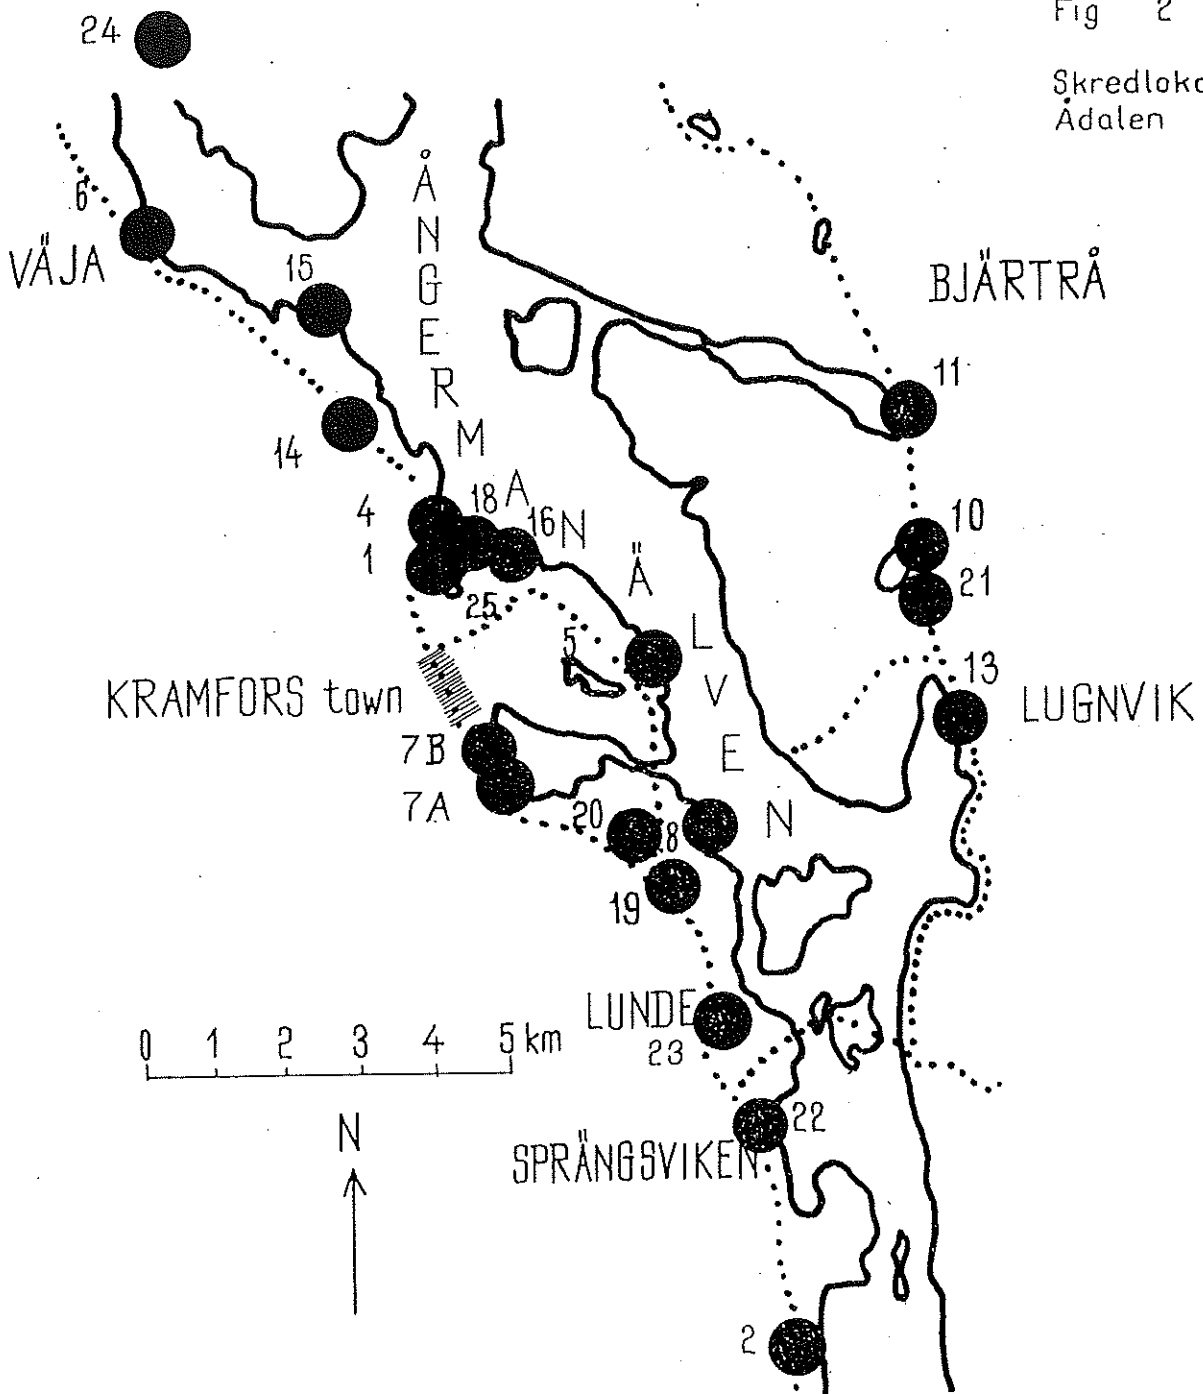 Fig 2
Skredloka
Ådalen
24
6
VÄJA
15
ÅNGERMANÄLVEN
BJÄRTRÅ
11
14
4
18
16
1
25
10
21
5
13
KRAMFORS town
LUGNVIK
7B
7A
20
8
19
LUNDE
23
0 1 2 3 4 5 km
N
22
SPRÄNGSVIKEN
2